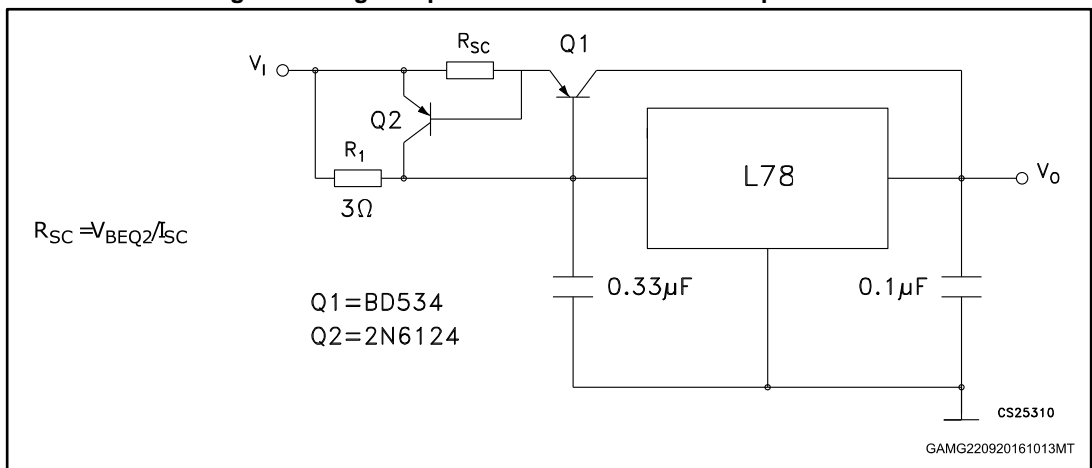 R_SC
Q1
V_I
Q2
R_1
3Ω
L78
V_O
R_SC =V_BEQ2/I_SC
0.33µF
0.1µF
Q1=BD534
Q2=2N6124
CS25310
GAMG220920161013MT